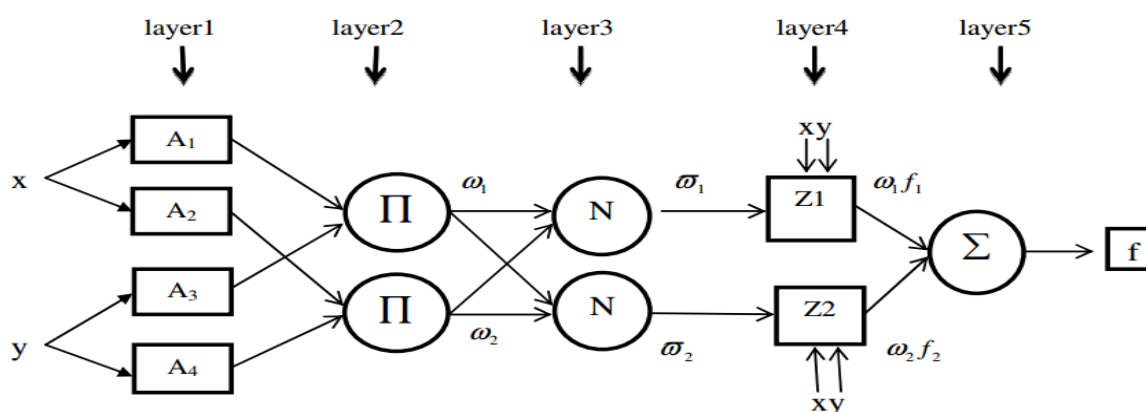 layer1 layer2 layer3 layer4 layer5
xy
A₁
x
ω₁ ϖ₁ Z1 ω₁f₁
A₂ Π N
Σ f
A₃
Π N Z2
y
A₄ ω₂ ϖ₂ ω₂f₂
xy